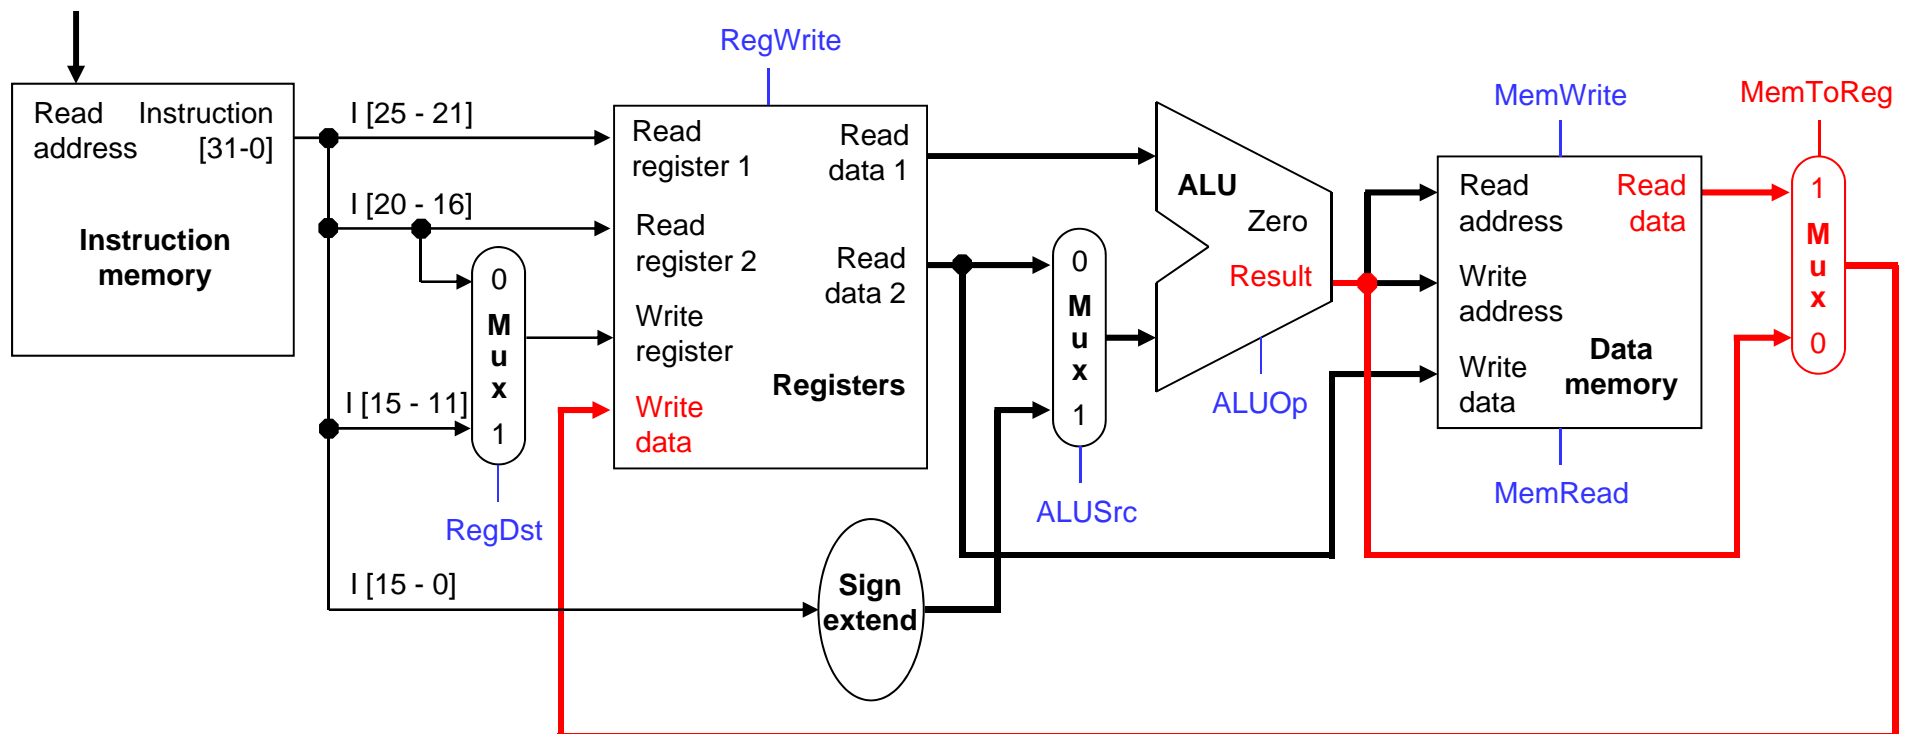 RegWrite
MemWrite
MemToReg
Read address
Instruction [31-0]
Instruction memory
I [25 - 21]
I [20 - 16]
I [15 - 11]
I [15 - 0]
0
M
u
x
1
RegDst
Read register 1
Read register 2
Write register
Write data
Read data 1
Read data 2
Registers
Sign extend
0
M
u
x
1
ALUSrc
ALU
Zero
Result
ALUOp
Read address
Write address
Write data
Read data
Data memory
MemRead
1
M
u
x
0